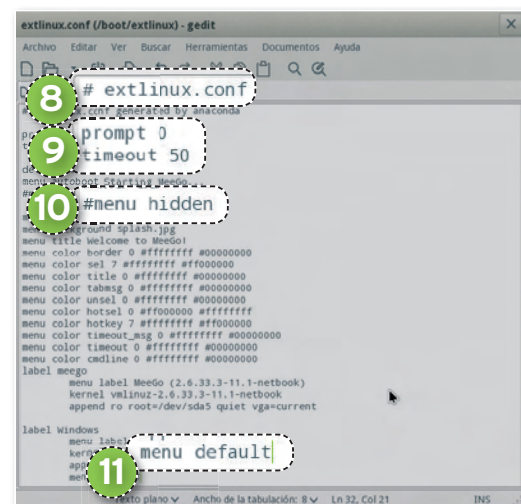 extlinux.conf (/boot/extlinux) - gedit
Archivo Editar Ver Buscar Herramientas Documentos Ayuda
8 # extlinux.conf
generated by anaconda
9 prompt 0
timeout 50
menu autoboot Starting MeeGo
10 #menu hidden
splash.jpg
menu title Welcome to MeeGo!
menu color border 0 #ffffffff #00000000
menu color sel 7 #ffffffff #ff000000
menu color title 0 #ffffffff #00000000
menu color tabmsg 0 #ffffffff #00000000
menu color unsel 0 #ffffffff #00000000
menu color hotsel 0 #ff000000 #ffffffff
menu color hotkey 7 #ffffffff #ff000000
menu color timeout_msg 0 #ffffffff #00000000
menu color timeout 0 #ffffffff #00000000
menu color cmdline 0 #ffffffff #00000000
label meego
menu label MeeGo (2.6.33.3-11.1-netbook)
kernel vmlinuz-2.6.33.3-11.1-netbook
append ro root=/dev/sda5 quiet vga=current
label Windows
menu label
11 menu default
plano Ancho de la tabulación: 8 Ln 32, Col 21 INS